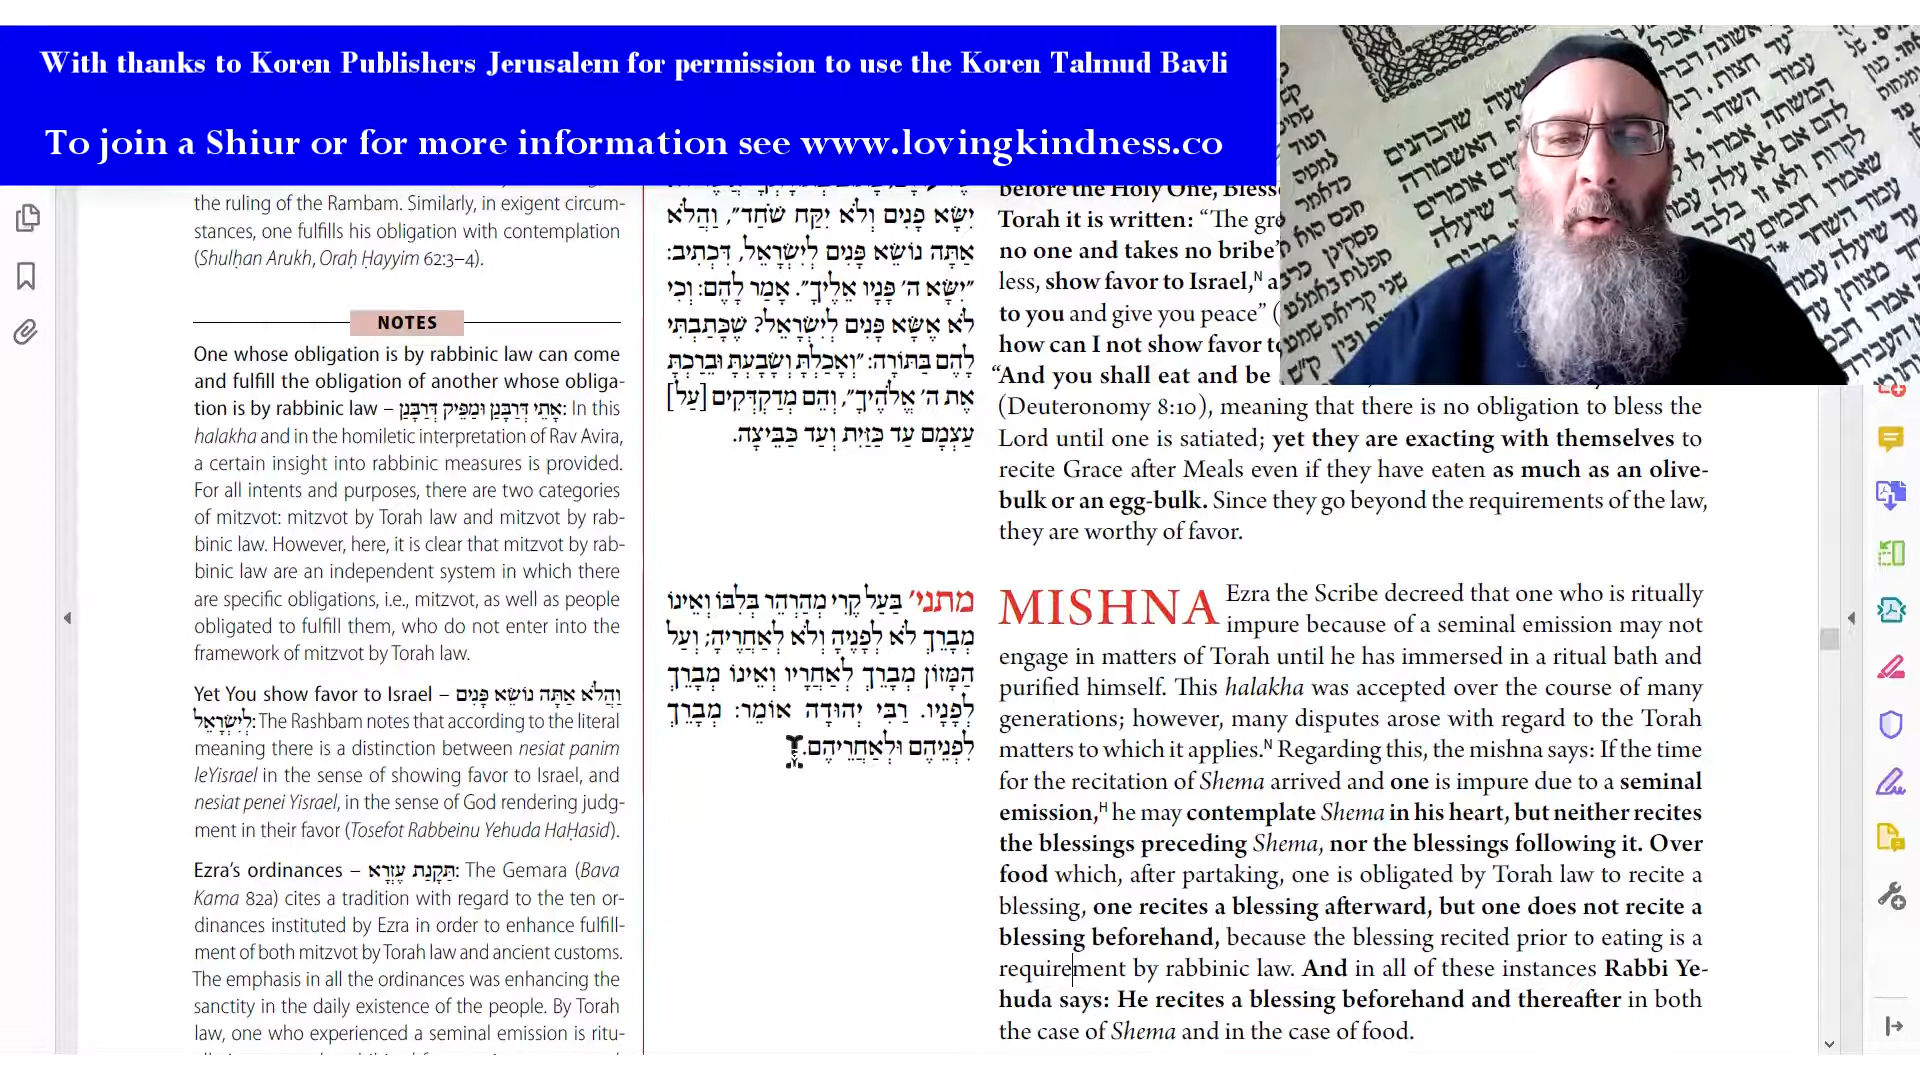 With thanks to Koren Publishers Jerusalem for permission to use the Koren Talmud Bavli
To join a Shiur or for more information see www.lovingkindness.co
the ruling of the Rambam. Similarly, in exigent circum-
stances, one fulfills his obligation with contemplation
(Shulḥan Arukh, Oraḥ Ḥayyim 62:3–4).
NOTES
One whose obligation is by rabbinic law can come
and fulfill the obligation of another whose obliga-
tion is by rabbinic law – אָתֵי דְּרַבָּנַן וּמַפֵּיק דְּרַבָּנַן: In this
halakha and in the homiletic interpretation of Rav Avira,
a certain insight into rabbinic measures is provided.
For all intents and purposes, there are two categories
of mitzvot: mitzvot by Torah law and mitzvot by rab-
binic law. However, here, it is clear that mitzvot by rab-
binic law are an independent system in which there
are specific obligations, i.e., mitzvot, as well as people
obligated to fulfill them, who do not enter into the
framework of mitzvot by Torah law.
Yet You show favor to Israel – וַהֲלֹא אַתָּה נוֹשֵׂא פָּנִים
לְיִשְׂרָאֵל: The Rashbam notes that according to the literal
meaning there is a distinction between nesiat panim
leYisrael in the sense of showing favor to Israel, and
nesiat penei Yisrael, in the sense of God rendering judg-
ment in their favor (Tosefot Rabbeinu Yehuda HaḤasid).
Ezra's ordinances – תַּקָּנַת עֶזְרָא: The Gemara (Bava
Kama 82a) cites a tradition with regard to the ten or-
dinances instituted by Ezra in order to enhance fulfill-
ment of both mitzvot by Torah law and ancient customs.
The emphasis in all the ordinances was enhancing the
sanctity in the daily existence of the people. By Torah
law, one who experienced a seminal emission is ritu-
יִשָּׂא פָנִים וְלֹא יִקַּח שֹׁחַד״, וַהֲלֹא
אַתָּה נוֹשֵׂא פָּנִים לְיִשְׂרָאֵל, דִּכְתִיב:
״יִשָּׂא ה׳ פָּנָיו אֵלֶיךָ״. אָמַר לָהֶם: וְכִי
לֹא אֶשָּׂא פָּנִים לְיִשְׂרָאֵל? שֶׁכָּתַבְתִּי
לָהֶם בַּתּוֹרָה: ״וְאָכַלְתָּ וְשָׂבָעְתָּ וּבֵרַכְתָּ
אֶת ה׳ אֱלֹהֶיךָ״, וְהֵם מְדַקְדְּקִים [עַל]
עַצְמָם עַד כַּזַּיִת וְעַד כַּבֵּיצָה.
מתני׳ בַּעַל קֶרִי מְהַרְהֵר בְּלִבּוֹ וְאֵינוֹ
מְבָרֵךְ לֹא לְפָנֶיהָ וְלֹא לְאַחֲרֶיהָ; וְעַל
הַמָּזוֹן מְבָרֵךְ לְאַחֲרָיו וְאֵינוֹ מְבָרֵךְ
לְפָנָיו. רַבִּי יְהוּדָה אוֹמֵר: מְבָרֵךְ
לִפְנֵיהֶם וּלְאַחֲרֵיהֶם.
before the Holy One, Bless
Torah it is written: “The gre
no one and takes no bribe”
less, show favor to Israel,ᴺ a
to you and give you peace” (
how can I not show favor to
“And you shall eat and be
(Deuteronomy 8:10), meaning that there is no obligation to bless the
Lord until one is satiated; yet they are exacting with themselves to
recite Grace after Meals even if they have eaten as much as an olive-
bulk or an egg-bulk. Since they go beyond the requirements of the law,
they are worthy of favor.
MISHNA Ezra the Scribe decreed that one who is ritually
impure because of a seminal emission may not
engage in matters of Torah until he has immersed in a ritual bath and
purified himself. This halakha was accepted over the course of many
generations; however, many disputes arose with regard to the Torah
matters to which it applies.ᴺ Regarding this, the mishna says: If the time
for the recitation of Shema arrived and one is impure due to a seminal
emission,ᴴ he may contemplate Shema in his heart, but neither recites
the blessings preceding Shema, nor the blessings following it. Over
food which, after partaking, one is obligated by Torah law to recite a
blessing, one recites a blessing afterward, but one does not recite a
blessing beforehand, because the blessing recited prior to eating is a
requirement by rabbinic law. And in all of these instances Rabbi Ye-
huda says: He recites a blessing beforehand and thereafter in both
the case of Shema and in the case of food.